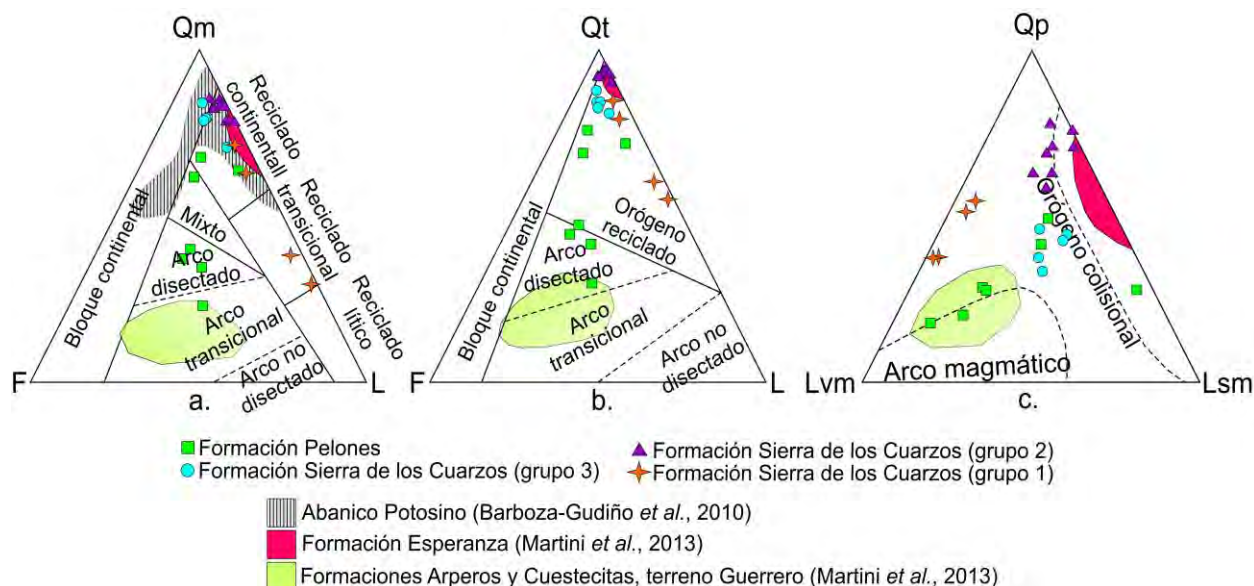 Qm
Bloque continental
Reciclado
continentall
transicional
Reciclado
transicional
Reciclado
lítico
Mixto
Arco
disectado
Arco
transicional
Arco no
disectado
F
L
a.
Qt
Bloque continental
Orógeno
reciclado
Arco
disectado
Arco
transicional
Arco no
disectado
F
L
b.
Qp
Orógeno colisional
Arco magmático
Lvm
Lsm
c.
Formación Pelones
Formación Sierra de los Cuarzos (grupo 3)
Formación Sierra de los Cuarzos (grupo 2)
Formación Sierra de los Cuarzos (grupo 1)
Abanico Potosino (Barboza-Gudiño et al., 2010)
Formación Esperanza (Martini et al., 2013)
Formaciones Arperos y Cuestecitas, terreno Guerrero (Martini et al., 2013)